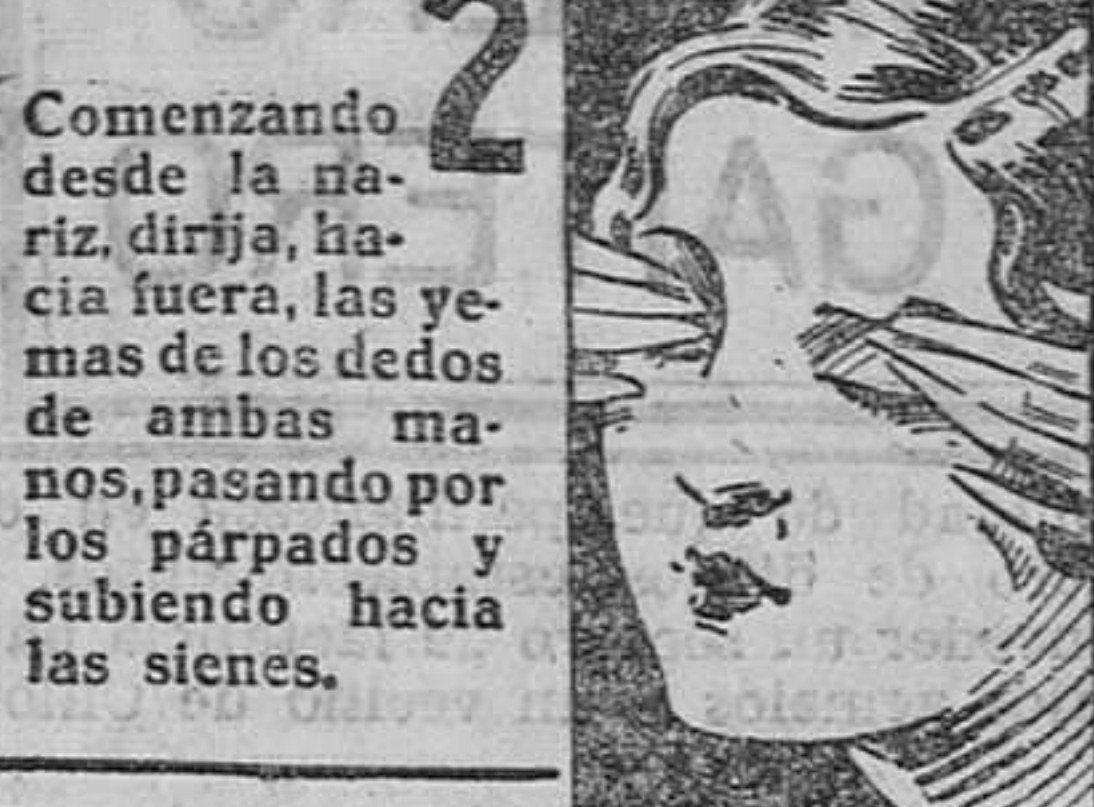 2
Comenzando
desde la na-
riz, dirija, ha-
cia fuera, las ye-
mas de los dedos
de ambas ma-
nos, pasando por
los párpados y
subiendo hacia
las sienes.